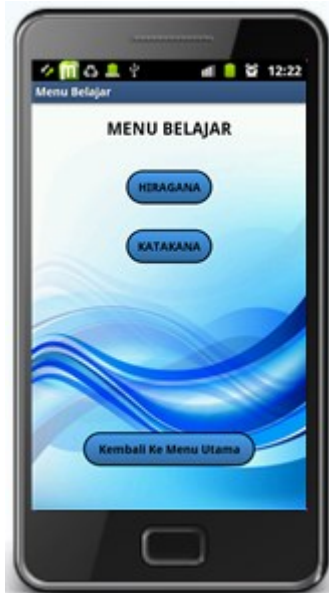 12:22
Menu Belajar
MENU BELAJAR
HIRAGANA
KATAKANA
Kembali Ke Menu Utama